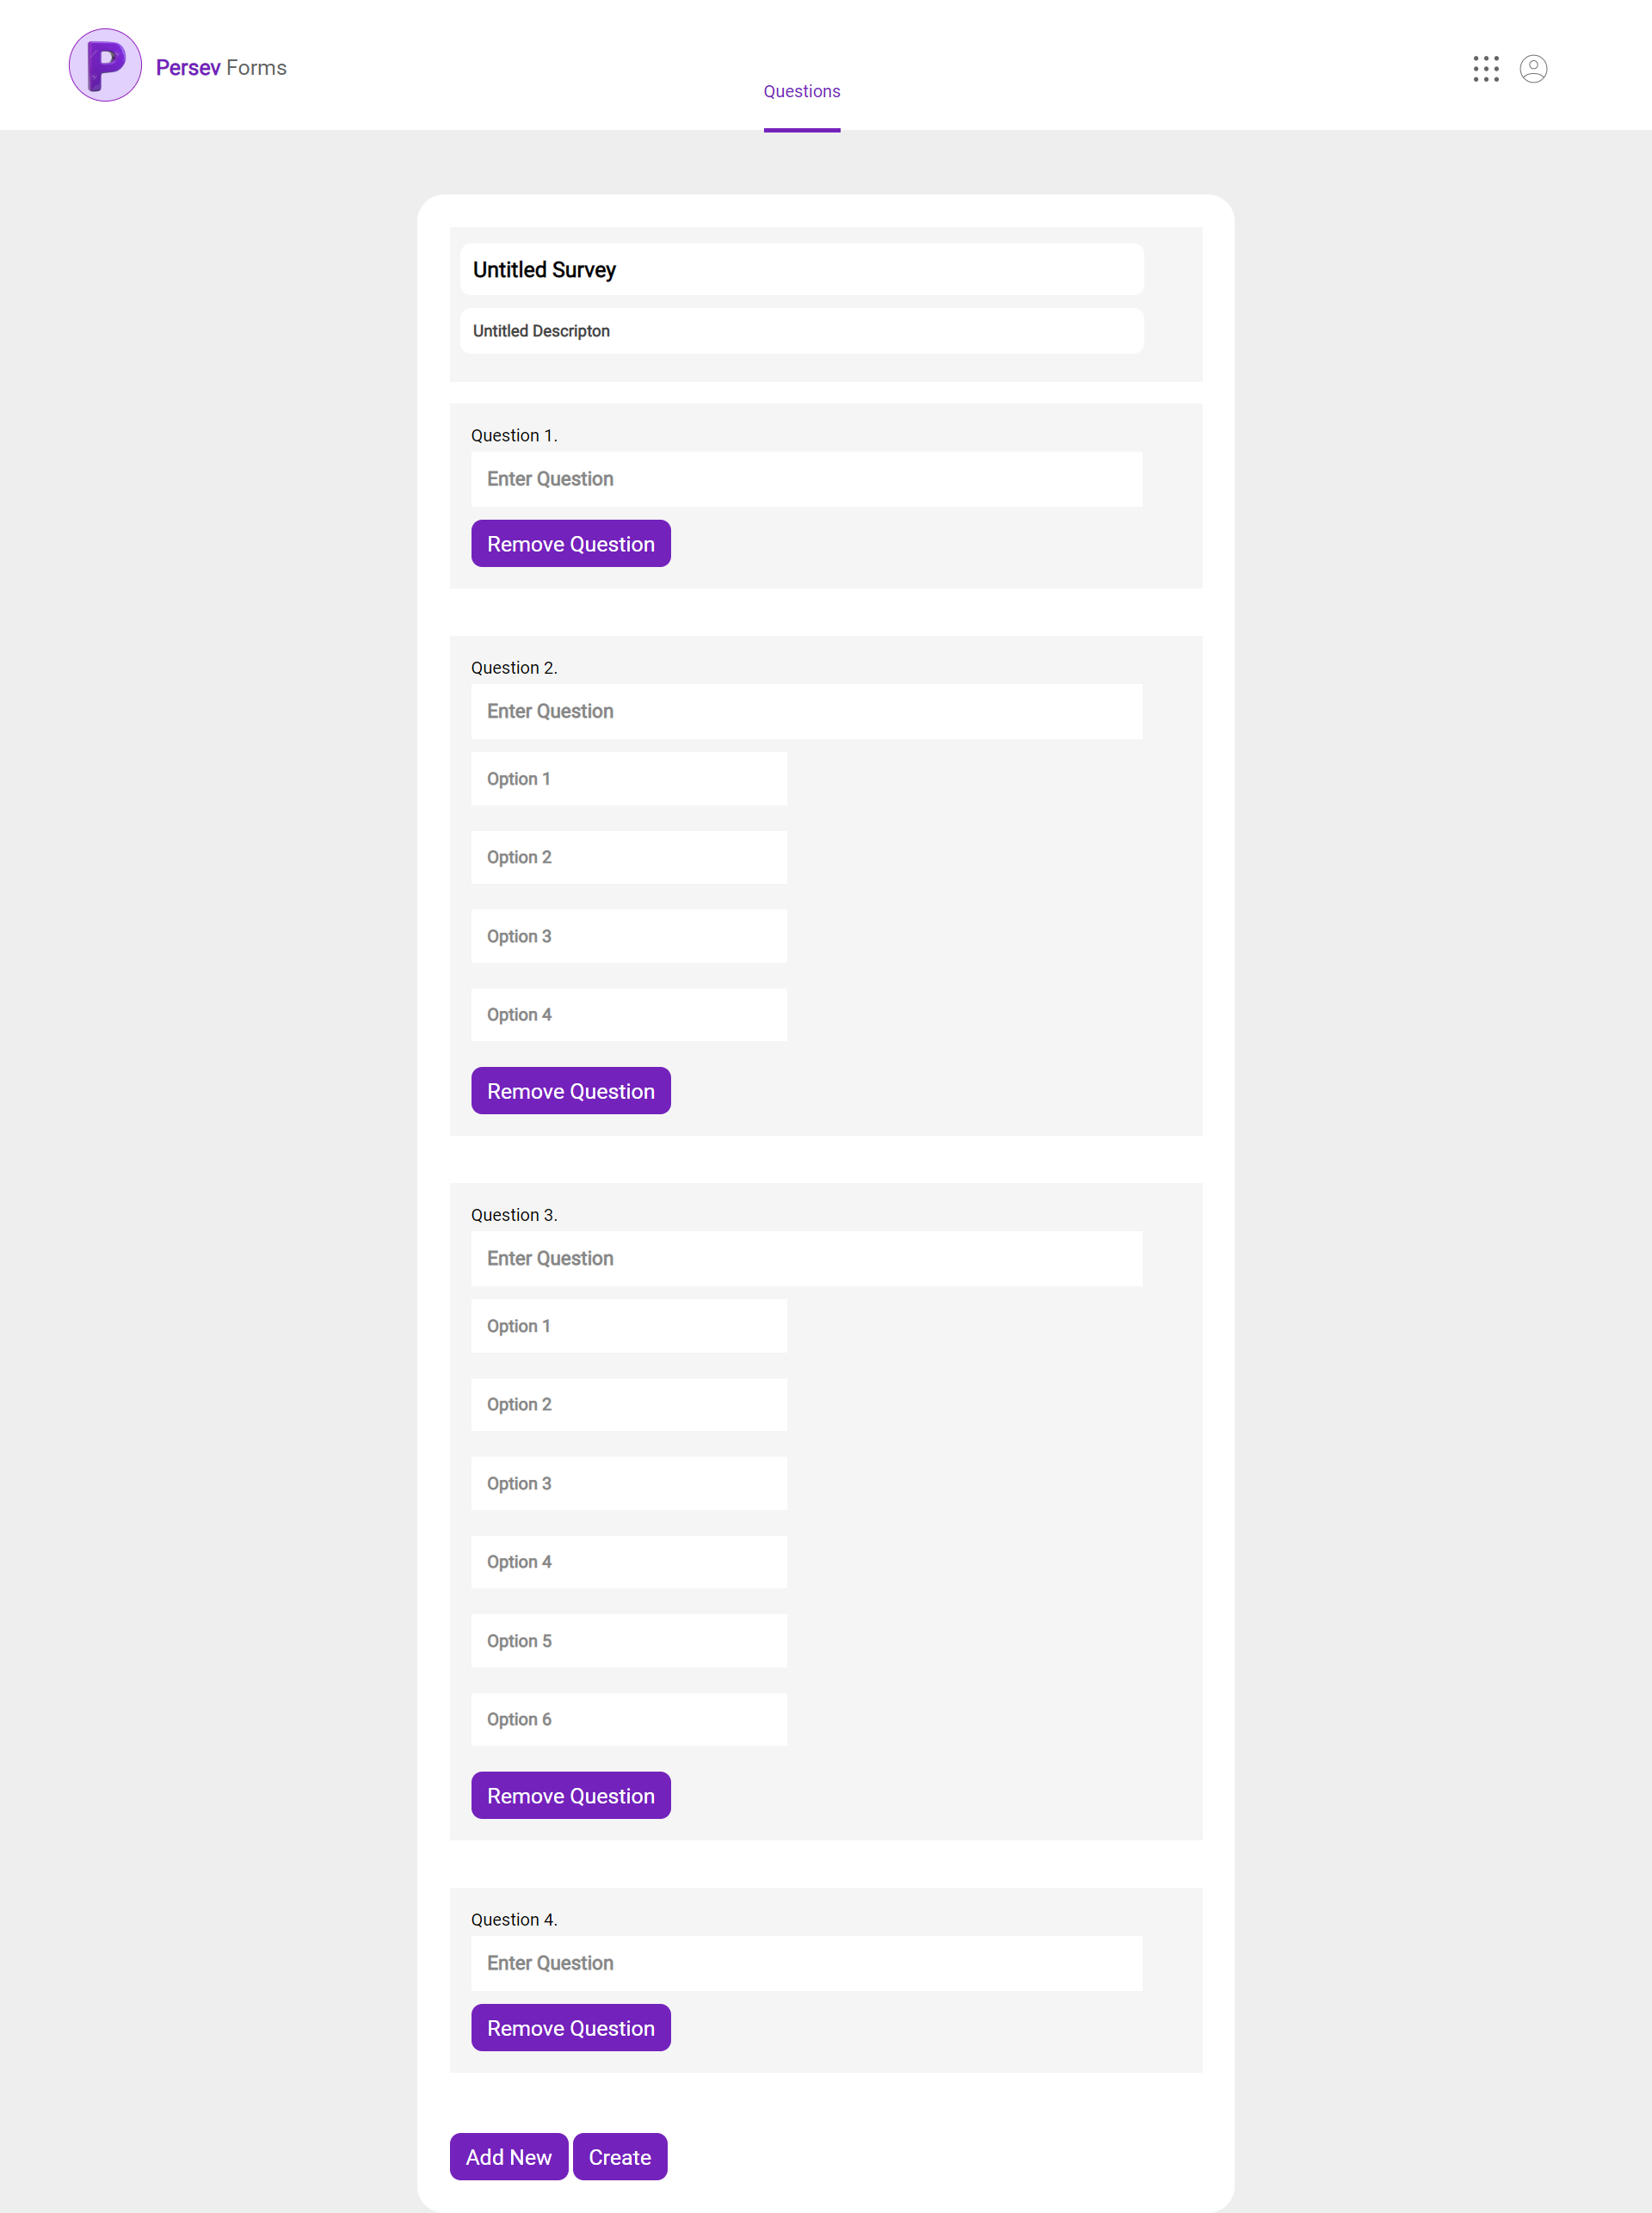 P
Persev Forms
Questions
Untitled Survey
Untitled Descripton
Question 1.
Enter Question
Remove Question
Question 2.
Enter Question
Option 1
Option 2
Option 3
Option 4
Remove Question
Question 3.
Enter Question
Option 1
Option 2
Option 3
Option 4
Option 5
Option 6
Remove Question
Question 4.
Enter Question
Remove Question
Add New Create